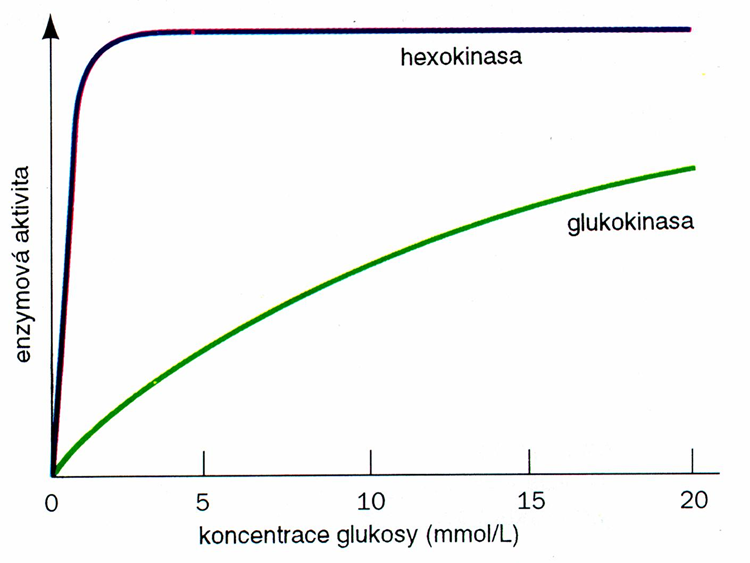 hexokinasa
glukokinasa
enzymová aktivita
0 5 10 15 20
koncentrace glukosy (mmol/L)